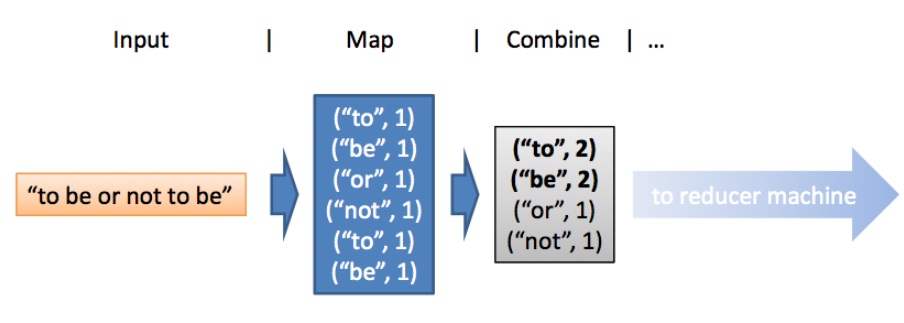 Input | Map | Combine | ...
“to be or not to be”
(“to”, 1)
(“be”, 1)
(“or”, 1)
(“not”, 1)
(“to”, 1)
(“be”, 1)
(“to”, 2)
(“be”, 2)
(“or”, 1)
(“not”, 1)
to reducer machine